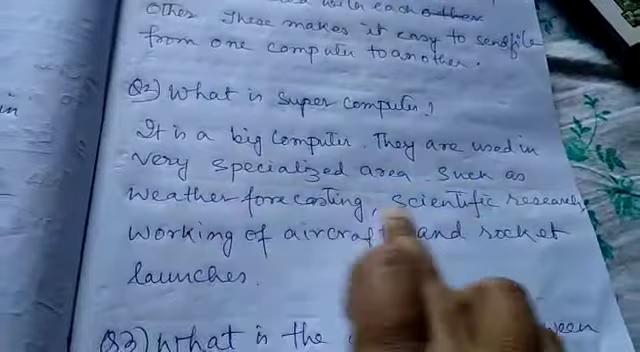 with each other
other These makes it easy to send file
from one computer to another.
Q2) What is super computer?
It is a big computer. They are used in
very specialized area such as
weather forecasting, scientific research,
working of aircraft and rocket
launches.
Q3) What is the
in